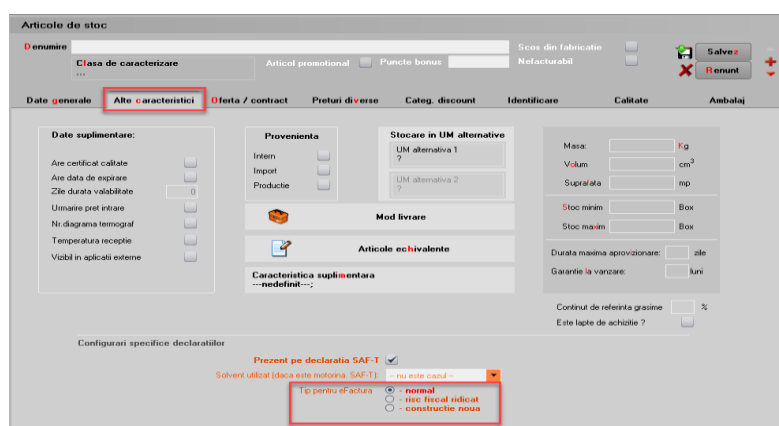 Articole de stoc
Denumire
Clasa de caracterizare
---
Articol promotional
Puncte bonus
Scos din fabricatie
Nefacturabil
Salvez
Renunt
Date generale Alte caracteristici Oferta / contract Preturi diverse Categ. discount Identificare Calitate Ambalaj
Date suplimentare:
Are certificat calitate
Are data de expirare
Zile durata valabilitate 0
Urmarire pret intrare
Nr.diagrama termograf
Temperatura receptie
Vizibil in aplicatii externe
Provenienta
Intern
Import
Productie
Stocare in UM alternative
UM alternativa 1
?
UM alternativa 2
?
Mod livrare
Articole echivalente
Caracteristica suplimentara
---nedefinit---;
Masa: Kg
Volum cm3
Suprafata mp
Stoc minim Box
Stoc maxim Box
Durata maxima aprovizionare: zile
Garantie la vanzare: luni
Continut de referinta grasime %
Este lapte de achizitie ?
Configurari specifice declaratiilor
Prezent pe declaratia SAF-T
Solvent utilizat (daca este motorina SAF-T): -- nu este cazul --
Tip pentru eFactura - normal
- risc fiscal ridicat
- constructie noua